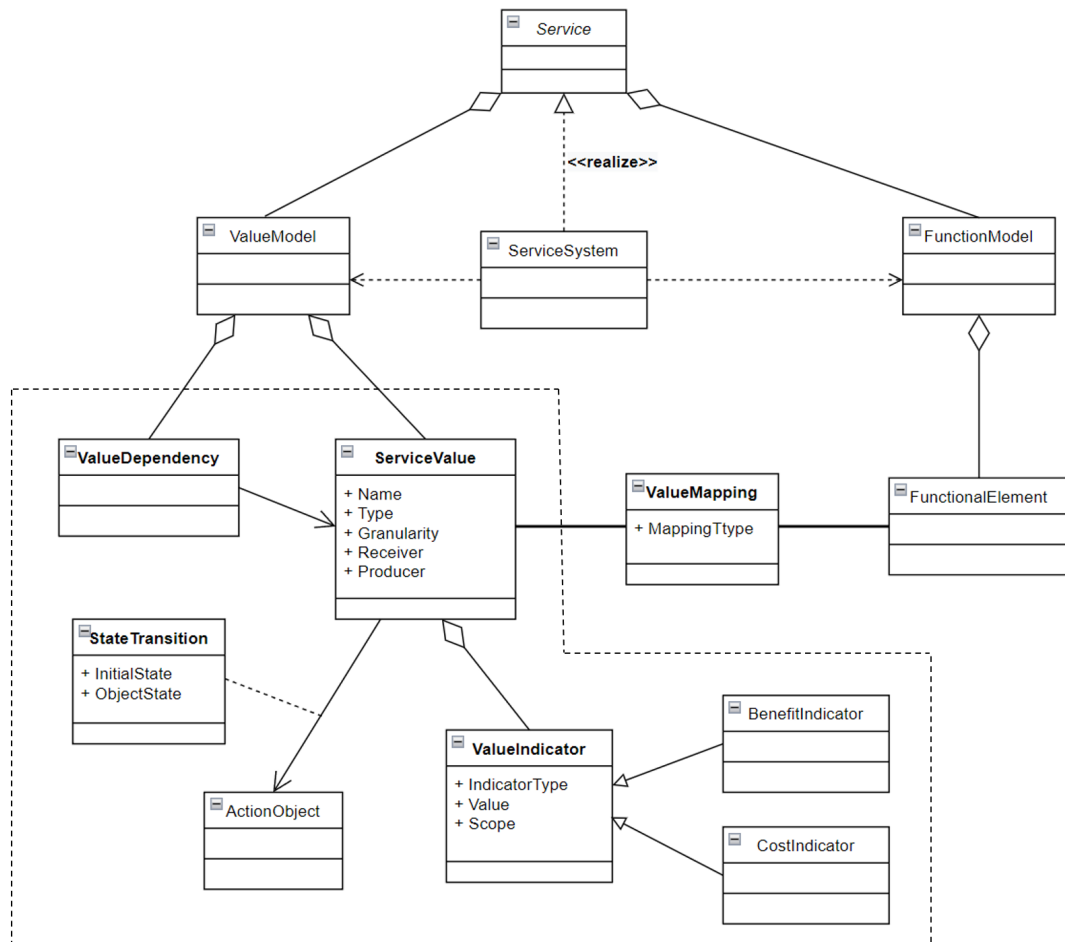 Service
<<realize>>
ValueModel
ServiceSystem
FunctionModel
ValueDependency
ServiceValue
+ Name
+ Type
+ Granularity
+ Receiver
+ Producer
ValueMapping
+ MappingTtype
FunctionalElement
StateTransition
+ InitialState
+ ObjectState
ActionObject
ValueIndicator
+ IndicatorType
+ Value
+ Scope
BenefitIndicator
CostIndicator